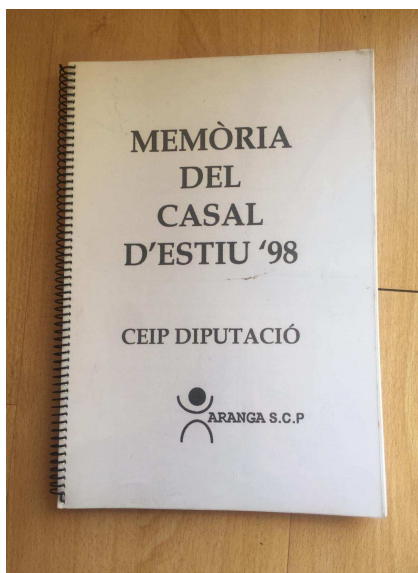 MEMÒRIA
DEL
CASAL
D'ESTIU '98
CEIP DIPUTACIÓ
ARANGA S.C.P